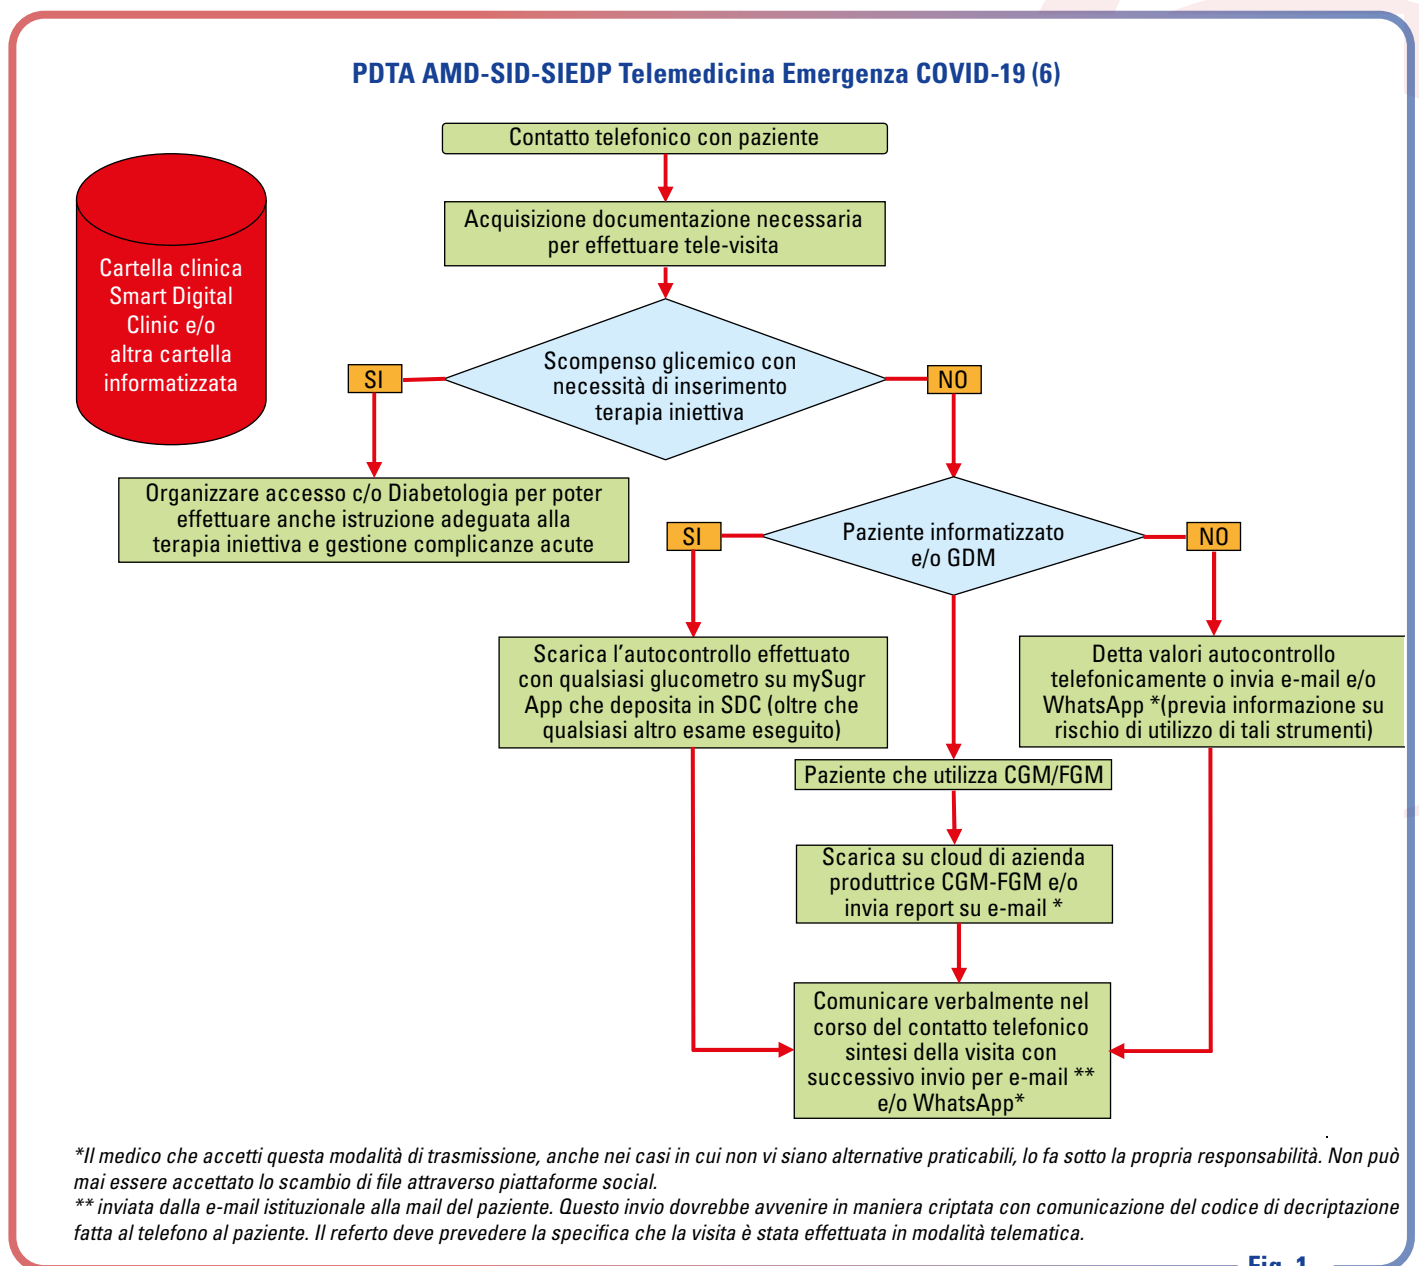 PDTA AMD-SID-SIEDP Telemedicina Emergenza COVID-19 (6)
Contatto telefonico con paziente
Acquisizione documentazione necessaria
per effettuare tele-visita
Cartella clinica
Smart Digital
Clinic e/o
altra cartella
informatizzata
Scompenso glicemico con
necessità di inserimento
terapia iniettiva
SI
NO
Organizzare accesso c/o Diabetologia per poter
effettuare anche istruzione adeguata alla
terapia iniettiva e gestione complicanze acute
Paziente informatizzato
e/o GDM
SI
NO
Scarica l'autocontrollo effettuato
con qualsiasi glucometro su mySugr
App che deposita in SDC (oltre che
qualsiasi altro esame eseguito)
Detta valori autocontrollo
telefonicamente o invia e-mail e/o
WhatsApp *(previa informazione su
rischio di utilizzo di tali strumenti)
Paziente che utilizza CGM/FGM
Scarica su cloud di azienda
produttrice CGM-FGM e/o
invia report su e-mail *
Comunicare verbalmente nel
corso del contatto telefonico
sintesi della visita con
successivo invio per e-mail **
e/o WhatsApp*
*Il medico che accetti questa modalità di trasmissione, anche nei casi in cui non vi siano alternative praticabili, lo fa sotto la propria responsabilità. Non può
mai essere accettato lo scambio di file attraverso piattaforme social.
** inviata dalla e-mail istituzionale alla mail del paziente. Questo invio dovrebbe avvenire in maniera criptata con comunicazione del codice di decriptazione
fatta al telefono al paziente. Il referto deve prevedere la specifica che la visita è stata effettuata in modalità telematica.
Fig. 1